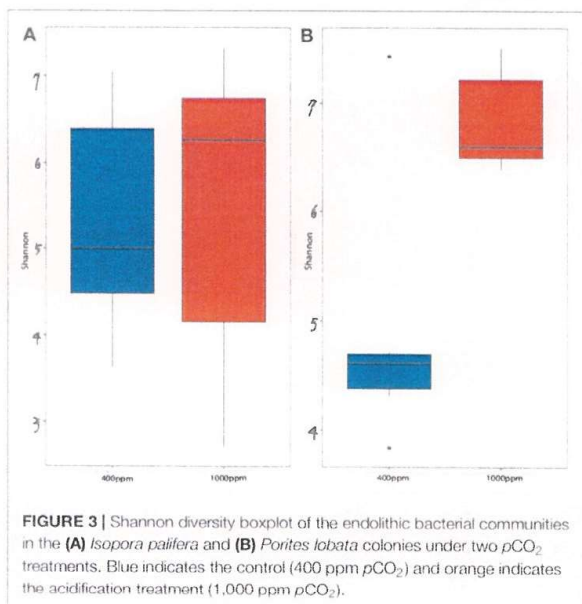 A
7
6
5
4
3
Shannon
400ppm
1000ppm
B
7
6
5
4
Shannon
400ppm
1000ppm
FIGURE 3 | Shannon diversity boxplot of the endolithic bacterial communities
in the (A) Isopora palifera and (B) Porites lobata colonies under two pCO₂
treatments. Blue indicates the control (400 ppm pCO₂) and orange indicates
the acidification treatment (1,000 ppm pCO₂).